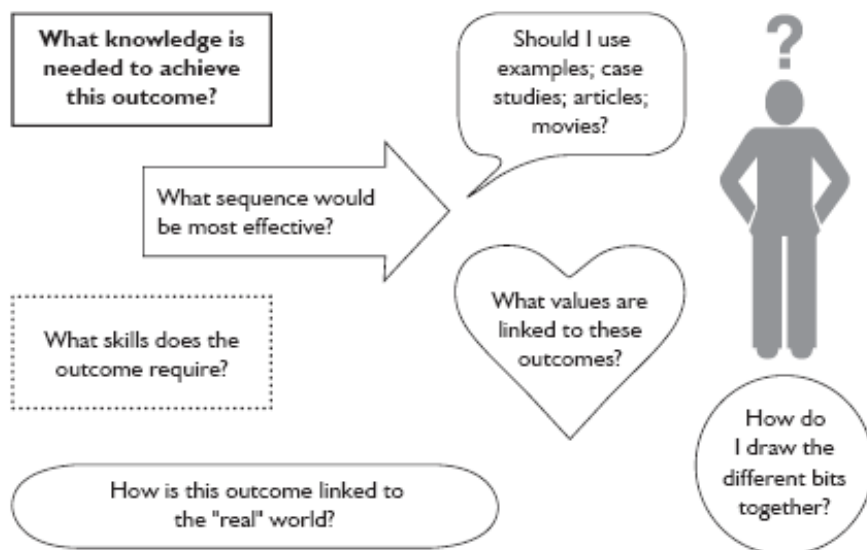 What knowledge is
needed to achieve
this outcome?
Should I use
examples; case
studies; articles;
movies?
?
What sequence would
be most effective?
What values are
linked to these
outcomes?
What skills does the
outcome require?
How do
I draw the
different bits
together?
How is this outcome linked to
the "real" world?